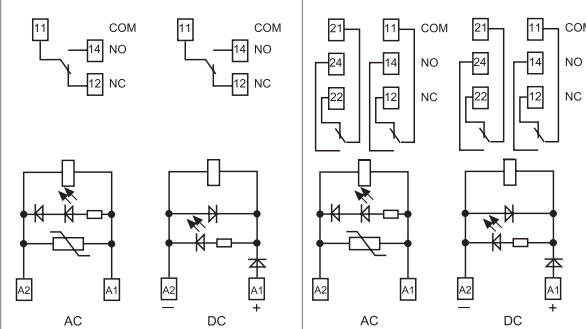 11 COM 11 COM 21 11 COM 21 11 COM
14 NO 14 NO 24 14 NO 24 14 NO
12 NC 12 NC 22 12 NC 22 12 NC
A2 A1 A2 A1 A2 A1 A2 A1
— + — +
AC DC AC DC